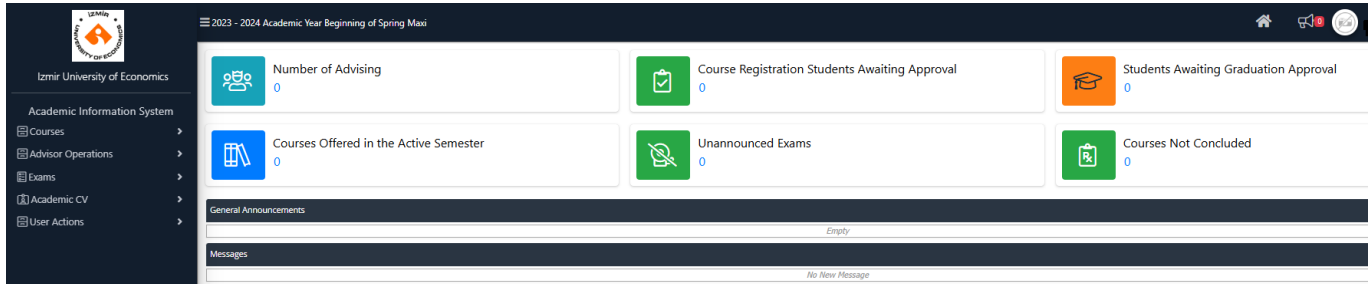 IZMIR
UNIVERSITY OF ECONOMICS
Izmir University of Economics
Academic Information System
Courses
Advisor Operations
Exams
Academic CV
User Actions
2023 - 2024 Academic Year Beginning of Spring Maxi
0
Number of Advising
0
Course Registration Students Awaiting Approval
0
Students Awaiting Graduation Approval
0
Courses Offered in the Active Semester
0
Unannounced Exams
0
Courses Not Concluded
0
General Announcements
Empty
Messages
No New Message